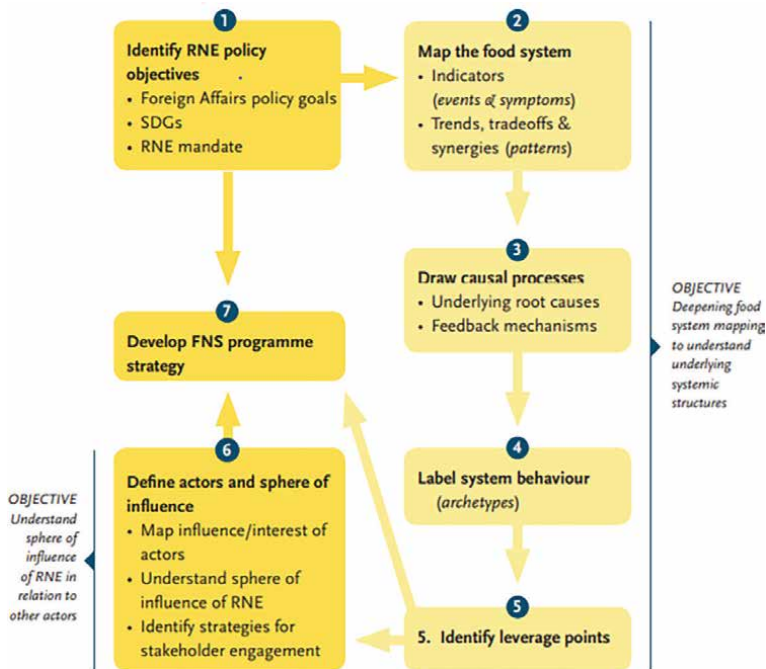 1
Identify RNE policy
objectives .
• Foreign Affairs policy goals
• SDGs
• RNE mandate
2
Map the food system
• Indicators
(events & symptoms)
• Trends, tradeoffs &
synergies (patterns)
3
Draw causal processes
• Underlying root causes
• Feedback mechanisms
OBJECTIVE
Deepening food
system mapping
to understand
underlying
systemic
structures
4
Label system behaviour
(archetypes)
5
5. Identify leverage points
6
Define actors and sphere of
influence
• Map influence/interest of
actors
• Understand sphere of
influence of RNE
• Identify strategies for
stakeholder engagement
OBJECTIVE
Understand
sphere of
influence
of RNE in
relation to
other actors
7
Develop FNS programme
strategy